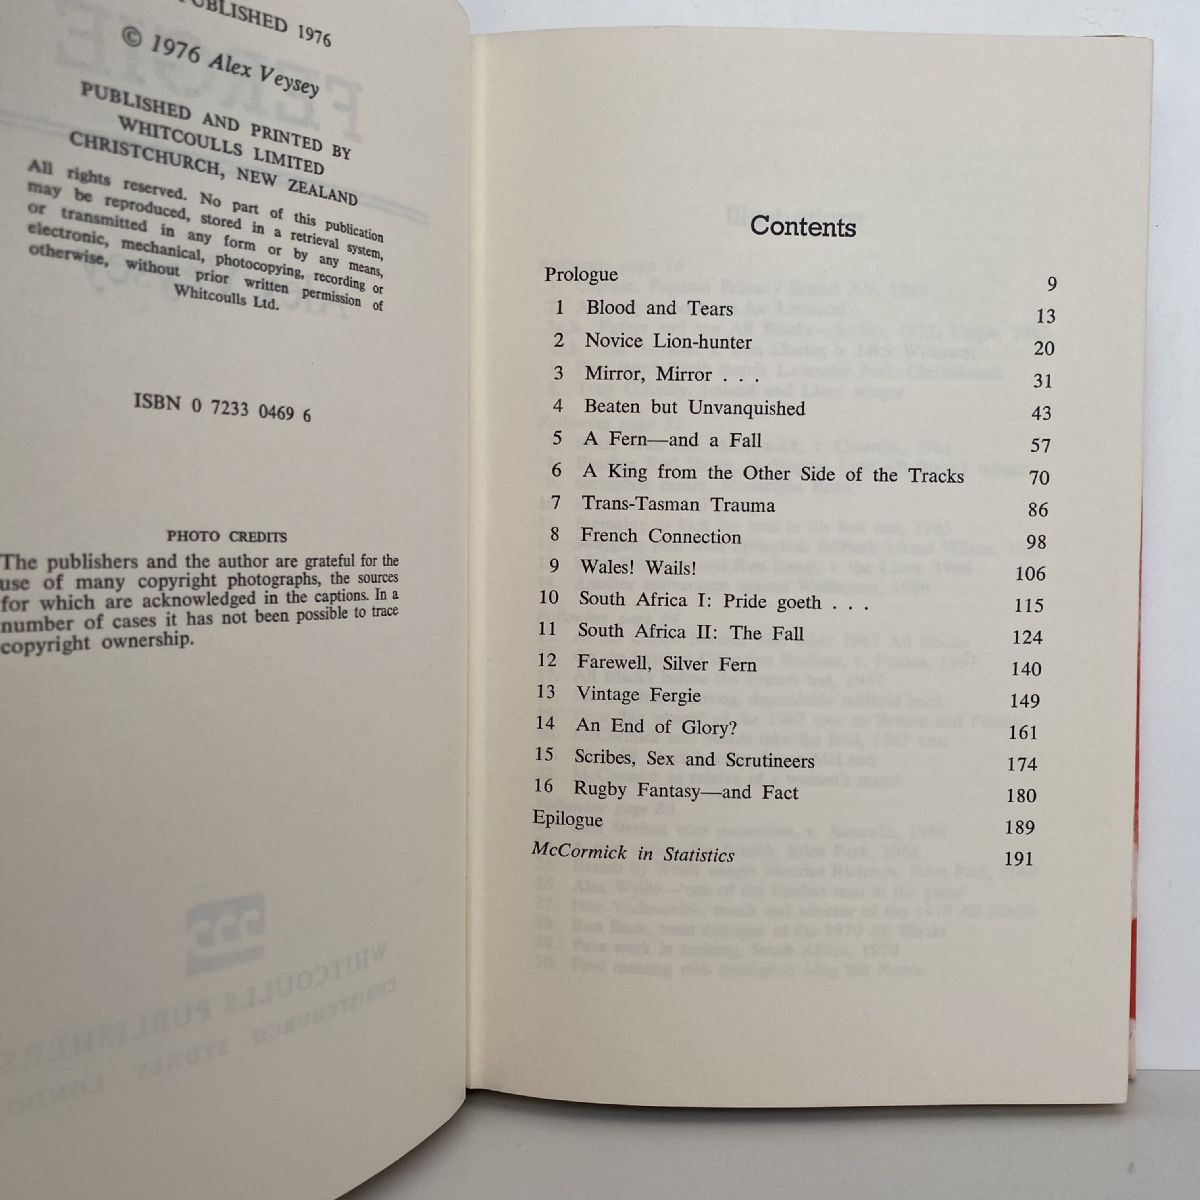 PUBLISHED 1976
© 1976 Alex Veysey
PUBLISHED AND PRINTED BY
WHITCOULLS LIMITED
CHRISTCHURCH, NEW ZEALAND
All rights reserved. No part of this publication
may be reproduced, stored in a retrieval system,
or transmitted in any form or by any means,
electronic, mechanical, photocopying, recording or
otherwise, without prior written permission of
Whitcoulls Ltd.
ISBN 0 7233 0469 6
PHOTO CREDITS
The publishers and the author are grateful for the
use of many copyright photographs, the sources
for which are acknowledged in the captions. In a
number of cases it has not been possible to trace
copyright ownership.
Contents
Prologue 9
1 Blood and Tears 13
2 Novice Lion-hunter 20
3 Mirror, Mirror . . . 31
4 Beaten but Unvanquished 43
5 A Fern—and a Fall 57
6 A King from the Other Side of the Tracks 70
7 Trans-Tasman Trauma 86
8 French Connection 98
9 Wales! Wails! 106
10 South Africa I: Pride goeth . . . 115
11 South Africa II: The Fall 124
12 Farewell, Silver Fern 140
13 Vintage Fergie 149
14 An End of Glory? 161
15 Scribes, Sex and Scrutineers 174
16 Rugby Fantasy—and Fact 180
Epilogue 189
McCormick in Statistics 191